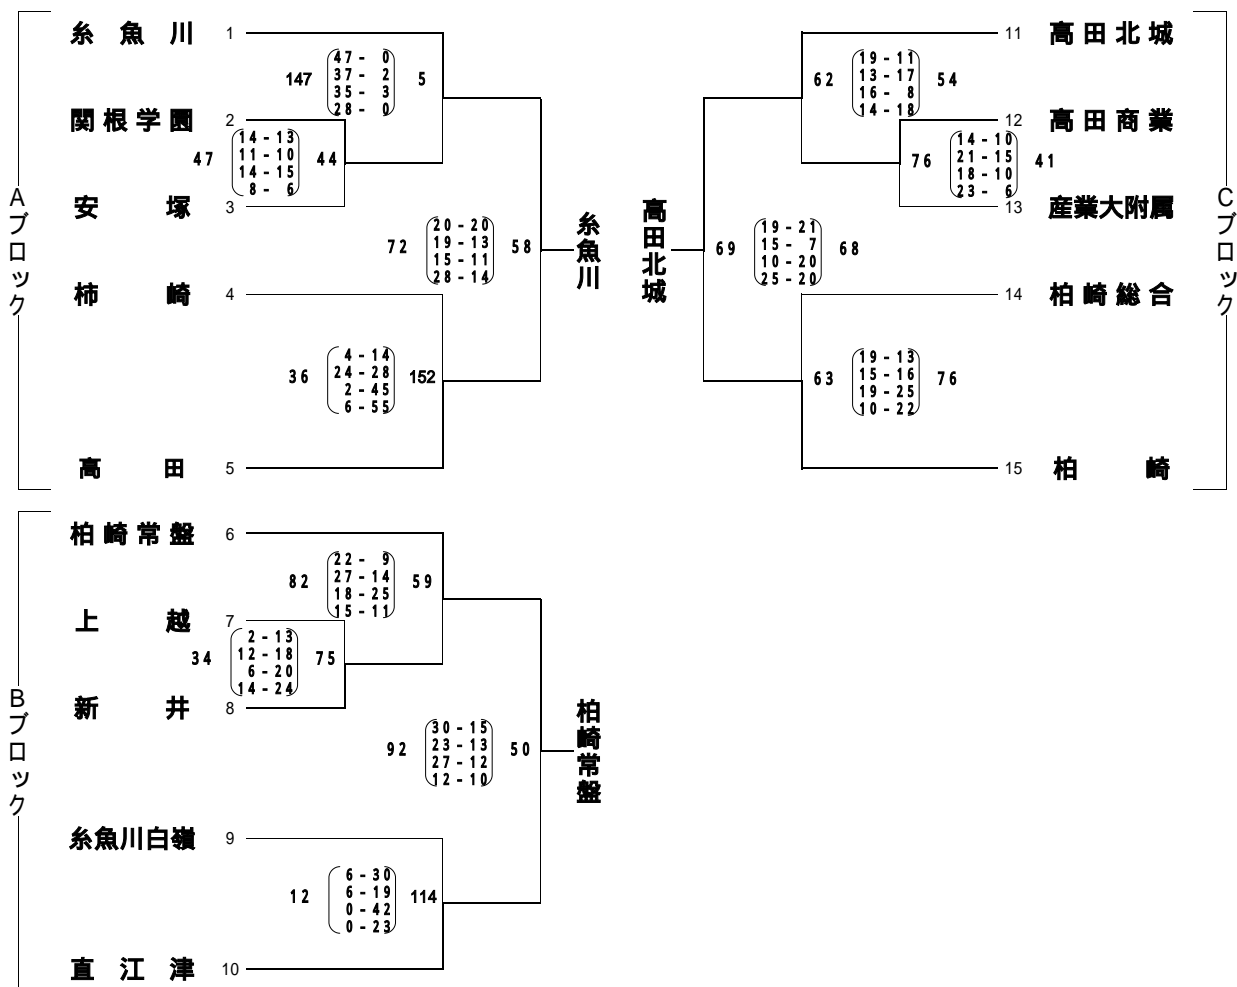 Aブロック
糸魚川 1
147 47-0 5
37-2
35-3
28-0
関根学園 2
47 14-13 44
11-10
14-15
8-6
安塚 3
72 20-20 58
19-13
15-11
28-14
糸魚川
柿崎 4
36 4-14 152
24-28
2-45
6-55
高田 5
Bブロック
柏崎常盤 6
82 22-9 59
27-14
18-25
15-11
上越 7
34 2-13 75
12-18
6-20
14-24
新井 8
92 30-15 50
23-13
27-12
12-10
柏崎常盤
糸魚川白嶺 9
12 6-30 114
6-19
0-42
0-23
直江津 10
Cブロック
11 高田北城
62 19-11 54
13-17
16-8
14-18
12 高田商業
76 14-10 41
21-15
18-10
23-6
13 産業大附属
高田北城
69 19-21 68
15-7
10-20
25-20
14 柏崎総合
63 19-13 76
15-16
19-25
10-22
15 柏崎